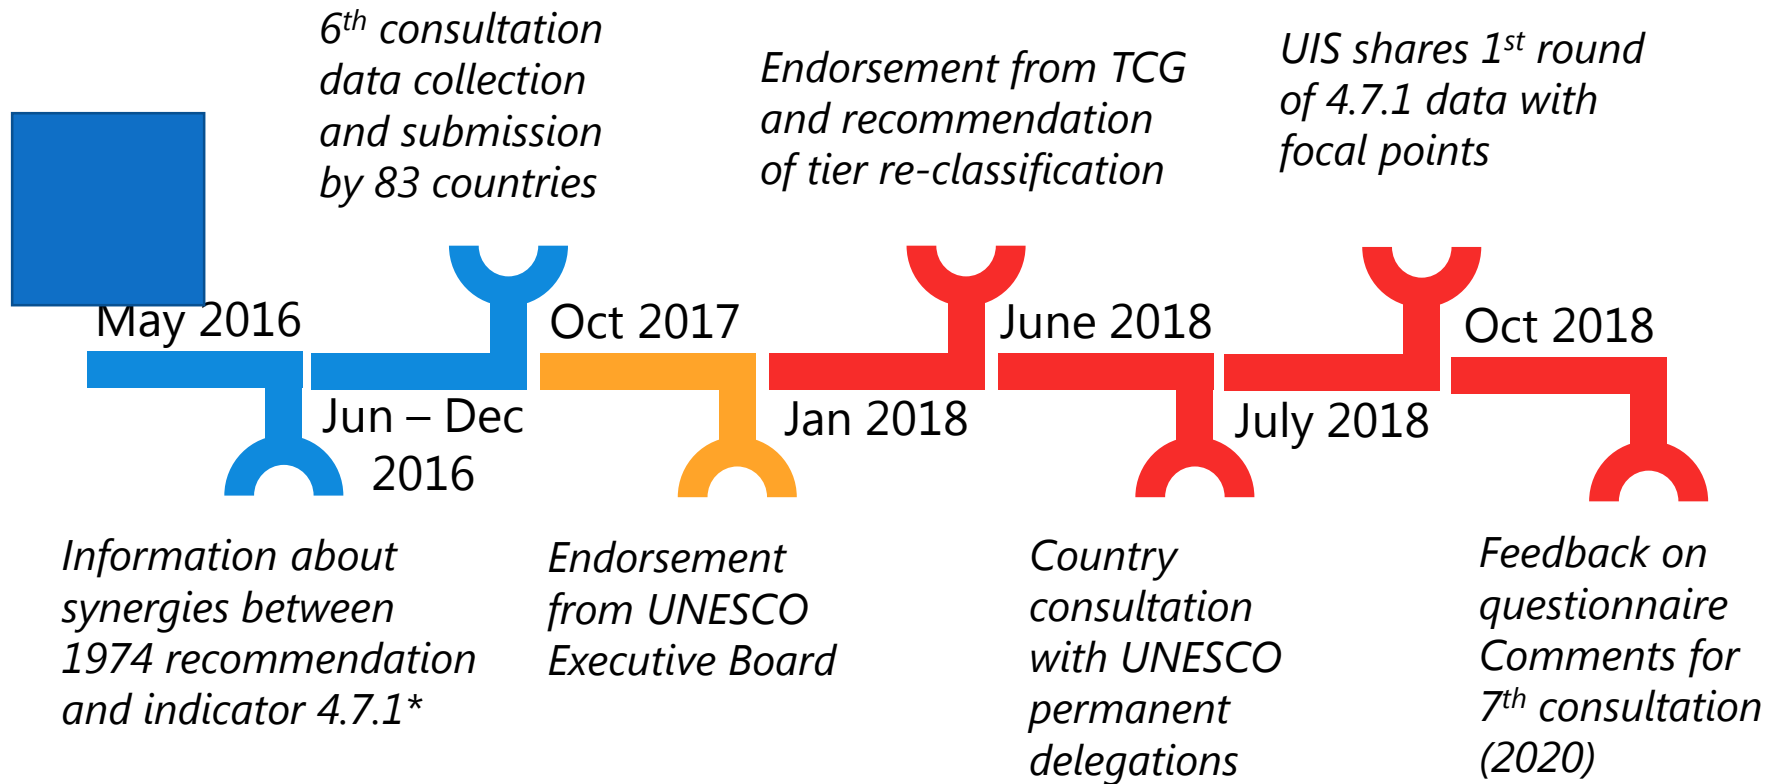 6th consultation
data collection
and submission
by 83 countries
Endorsement from TCG
and recommendation
of tier re-classification
UIS shares 1st round
of 4.7.1 data with
focal points
May 2016
Oct 2017
June 2018
Oct 2018
Jun – Dec
2016
Jan 2018
July 2018
Information about
synergies between
1974 recommendation
and indicator 4.7.1*
Endorsement
from UNESCO
Executive Board
Country
consultation
with UNESCO
permanent
delegations
Feedback on
questionnaire
Comments for
7th consultation
(2020)